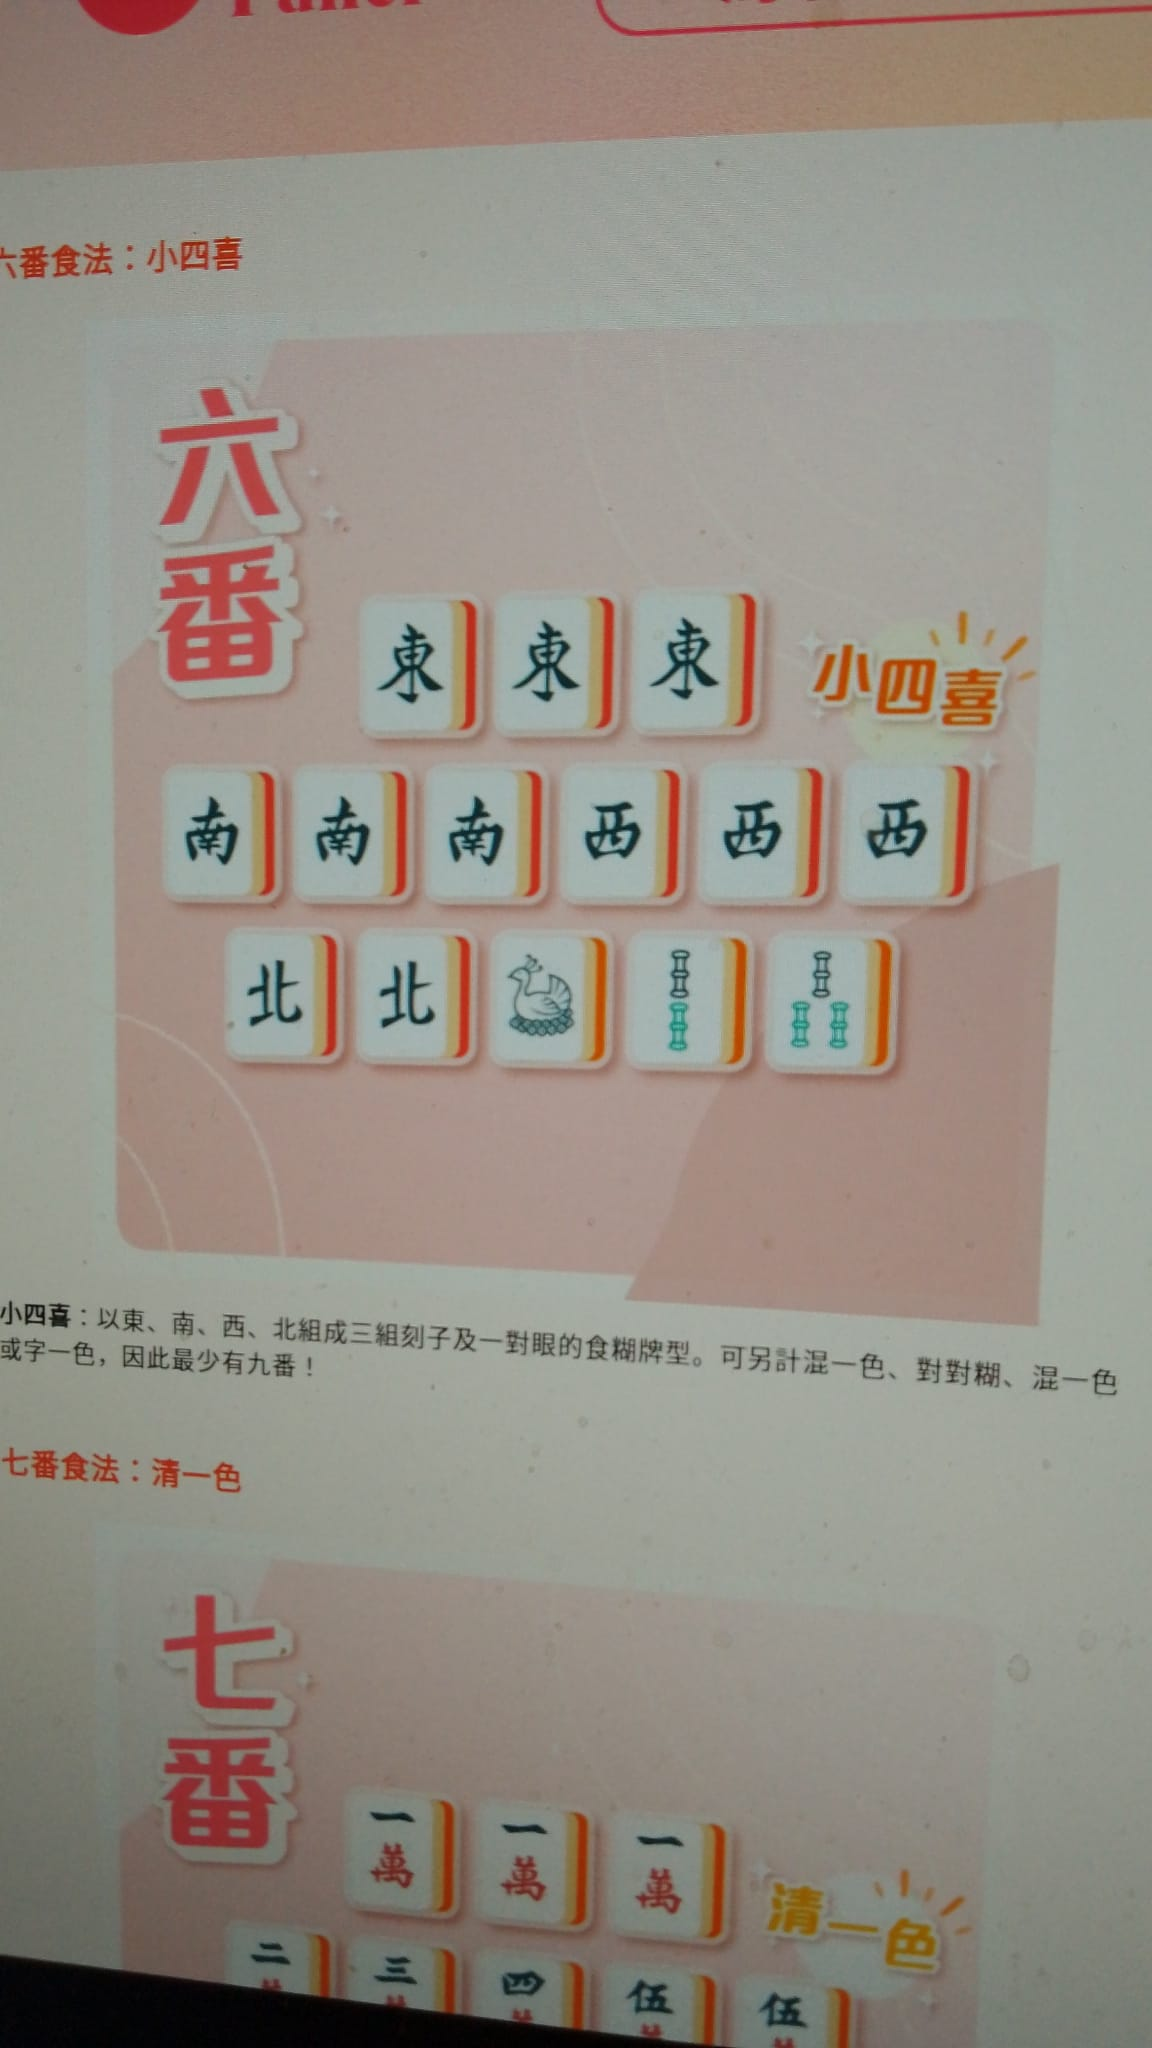 六番食法：小四喜
六
番
東 東 東
小四喜
南 南 南 西 西 西
北 北
小四喜：以東、南、西、北組成三組刻子及一對眼的食糊牌型。可另計混一色、對對糊、混一色
或字一色，因此最少有九番！
七番食法：清一色
七
番
一萬 一萬 一萬
清一色
二 三 四 伍 伍